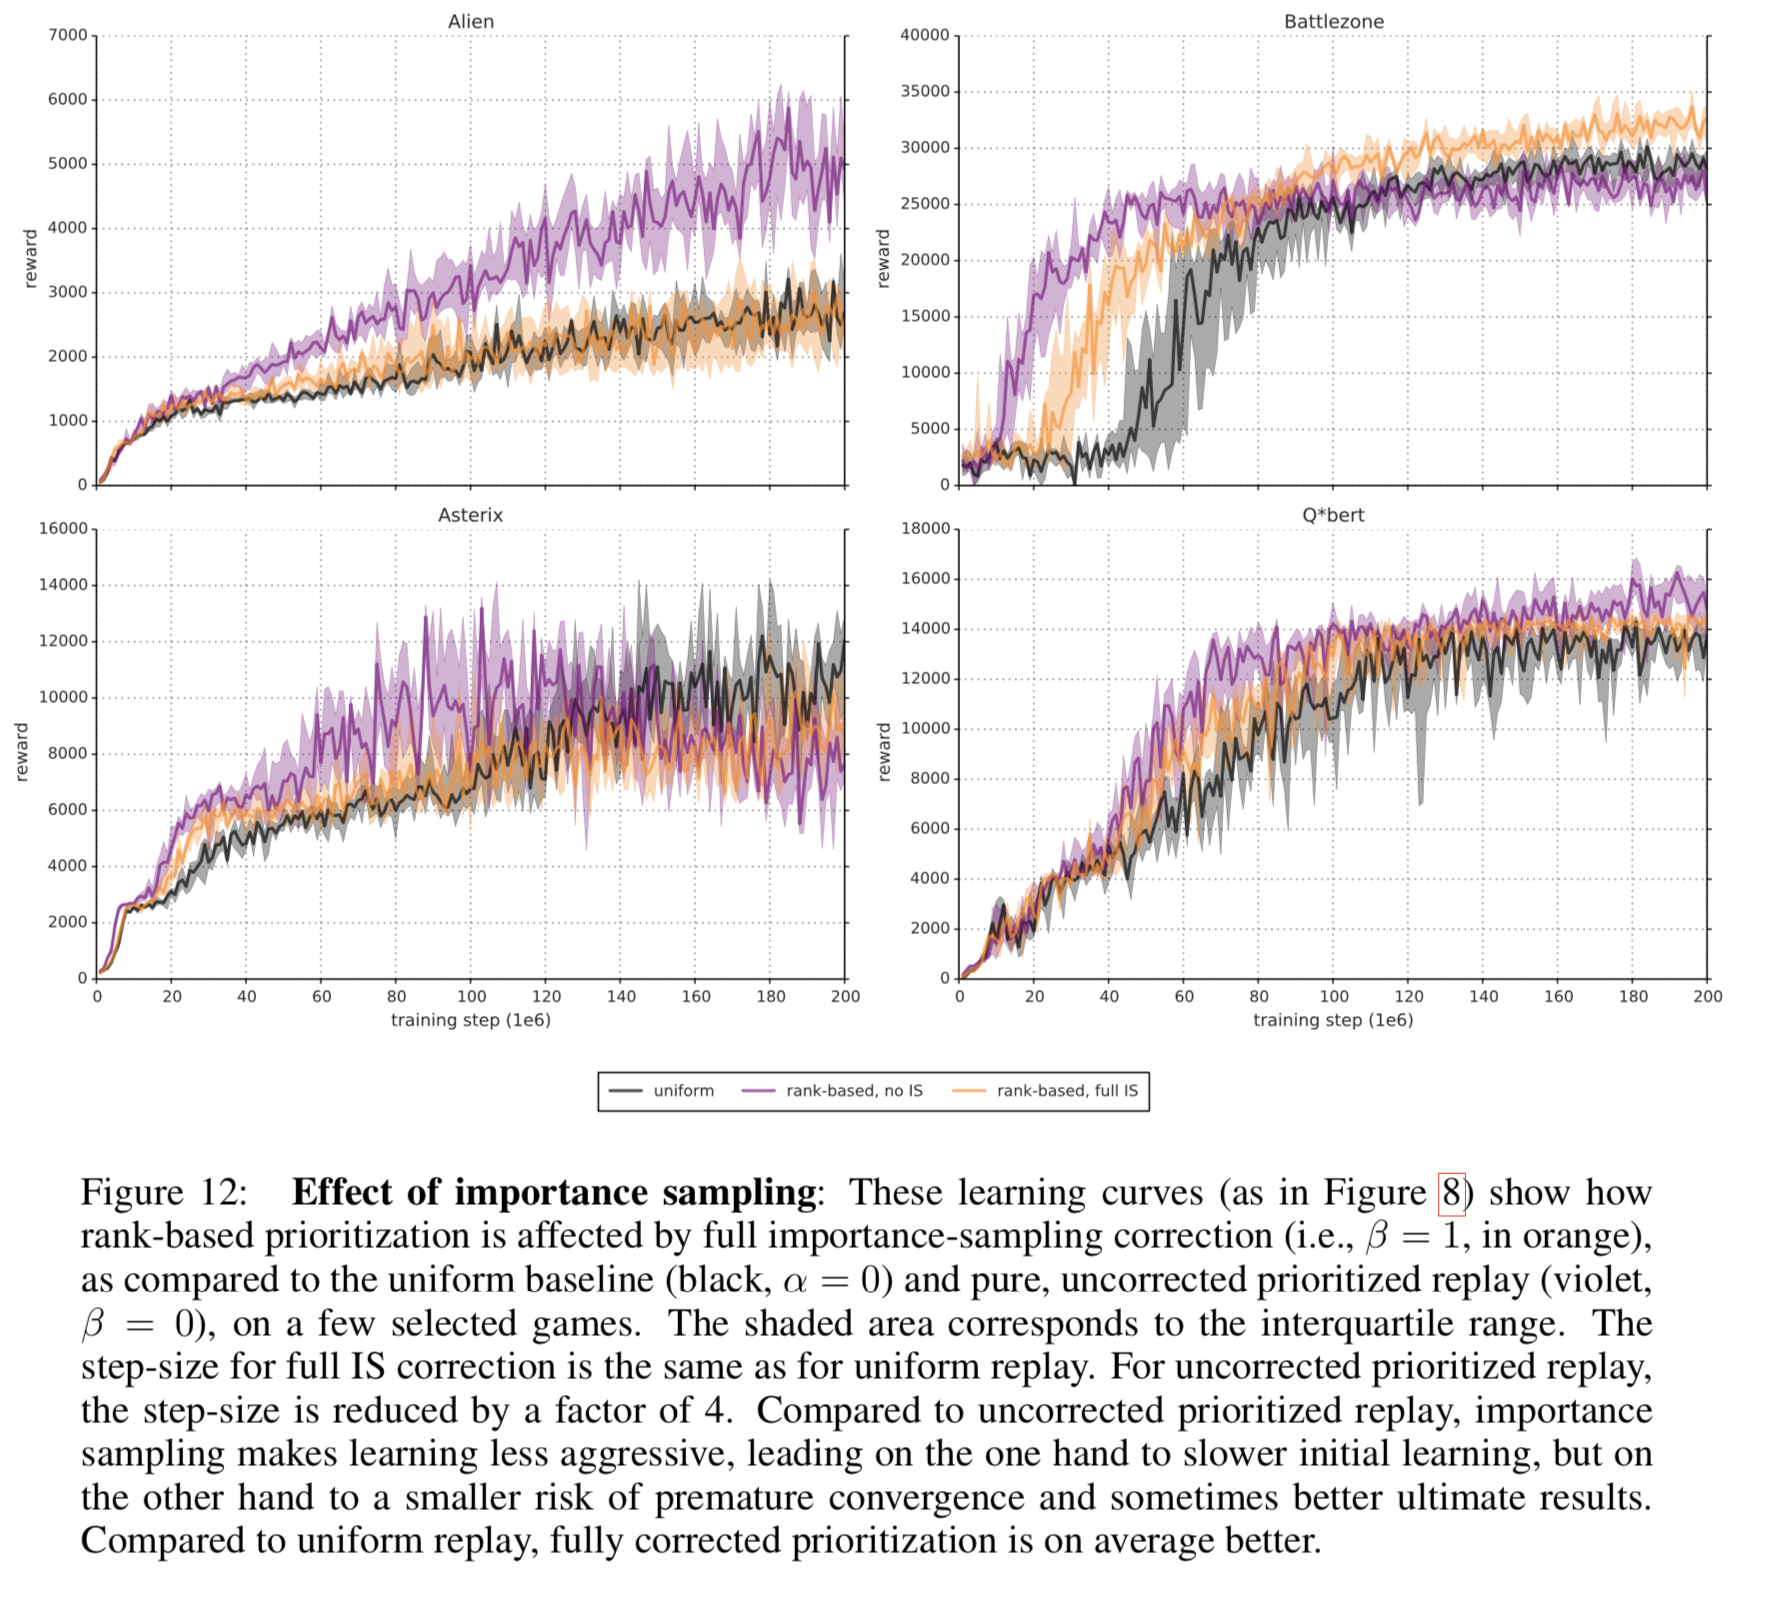 Alien
7000
6000
5000
4000
3000
2000
1000
0
reward
Battlezone
40000
35000
30000
25000
20000
15000
10000
5000
0
reward
Asterix
16000
14000
12000
10000
8000
6000
4000
2000
0
reward
0 20 40 60 80 100 120 140 160 180 200
training step (1e6)
Q*bert
18000
16000
14000
12000
10000
8000
6000
4000
2000
0
reward
0 20 40 60 80 100 120 140 160 180 200
training step (1e6)
uniform rank-based, no IS rank-based, full IS
Figure 12: Effect of importance sampling: These learning curves (as in Figure 8) show how
rank-based prioritization is affected by full importance-sampling correction (i.e., β = 1, in orange),
as compared to the uniform baseline (black, α = 0) and pure, uncorrected prioritized replay (violet,
β = 0), on a few selected games. The shaded area corresponds to the interquartile range. The
step-size for full IS correction is the same as for uniform replay. For uncorrected prioritized replay,
the step-size is reduced by a factor of 4. Compared to uncorrected prioritized replay, importance
sampling makes learning less aggressive, leading on the one hand to slower initial learning, but on
the other hand to a smaller risk of premature convergence and sometimes better ultimate results.
Compared to uniform replay, fully corrected prioritization is on average better.